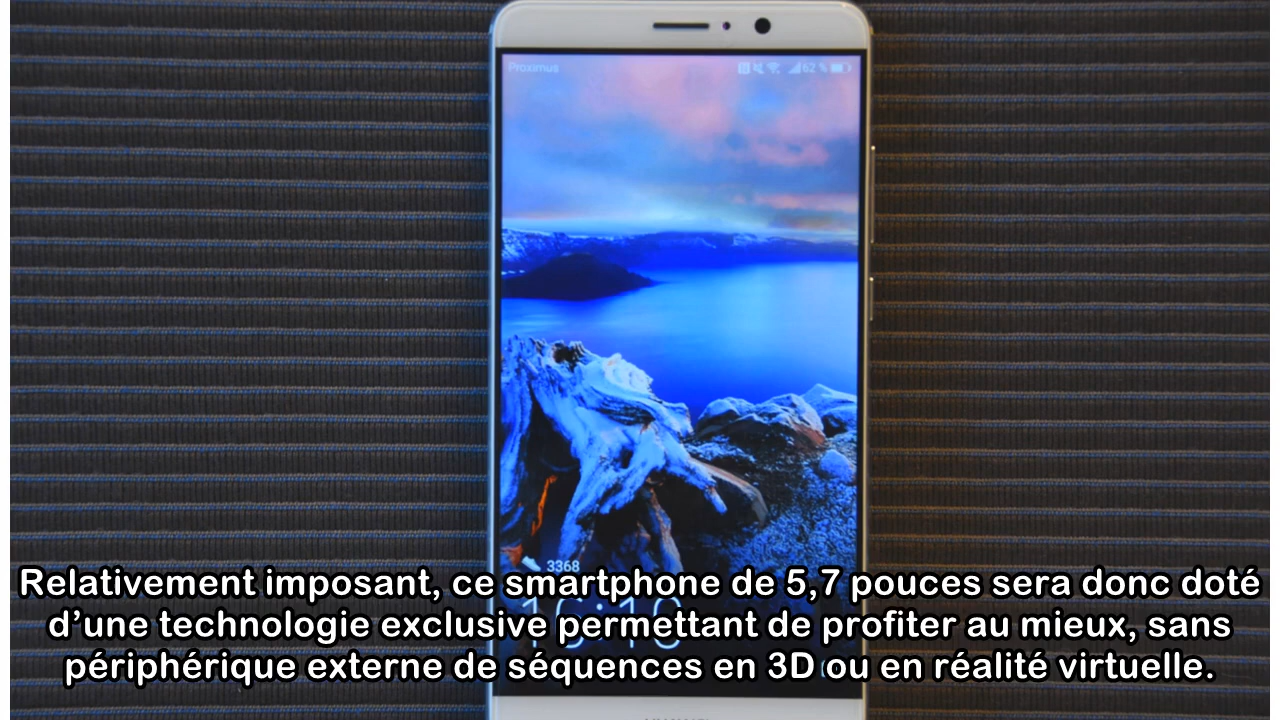 Proximus
62 %
3368
Relativement imposant, ce smartphone de 5,7 pouces sera donc doté
d’une technologie exclusive permettant de profiter au mieux, sans
périphérique externe de séquences en 3D ou en réalité virtuelle.